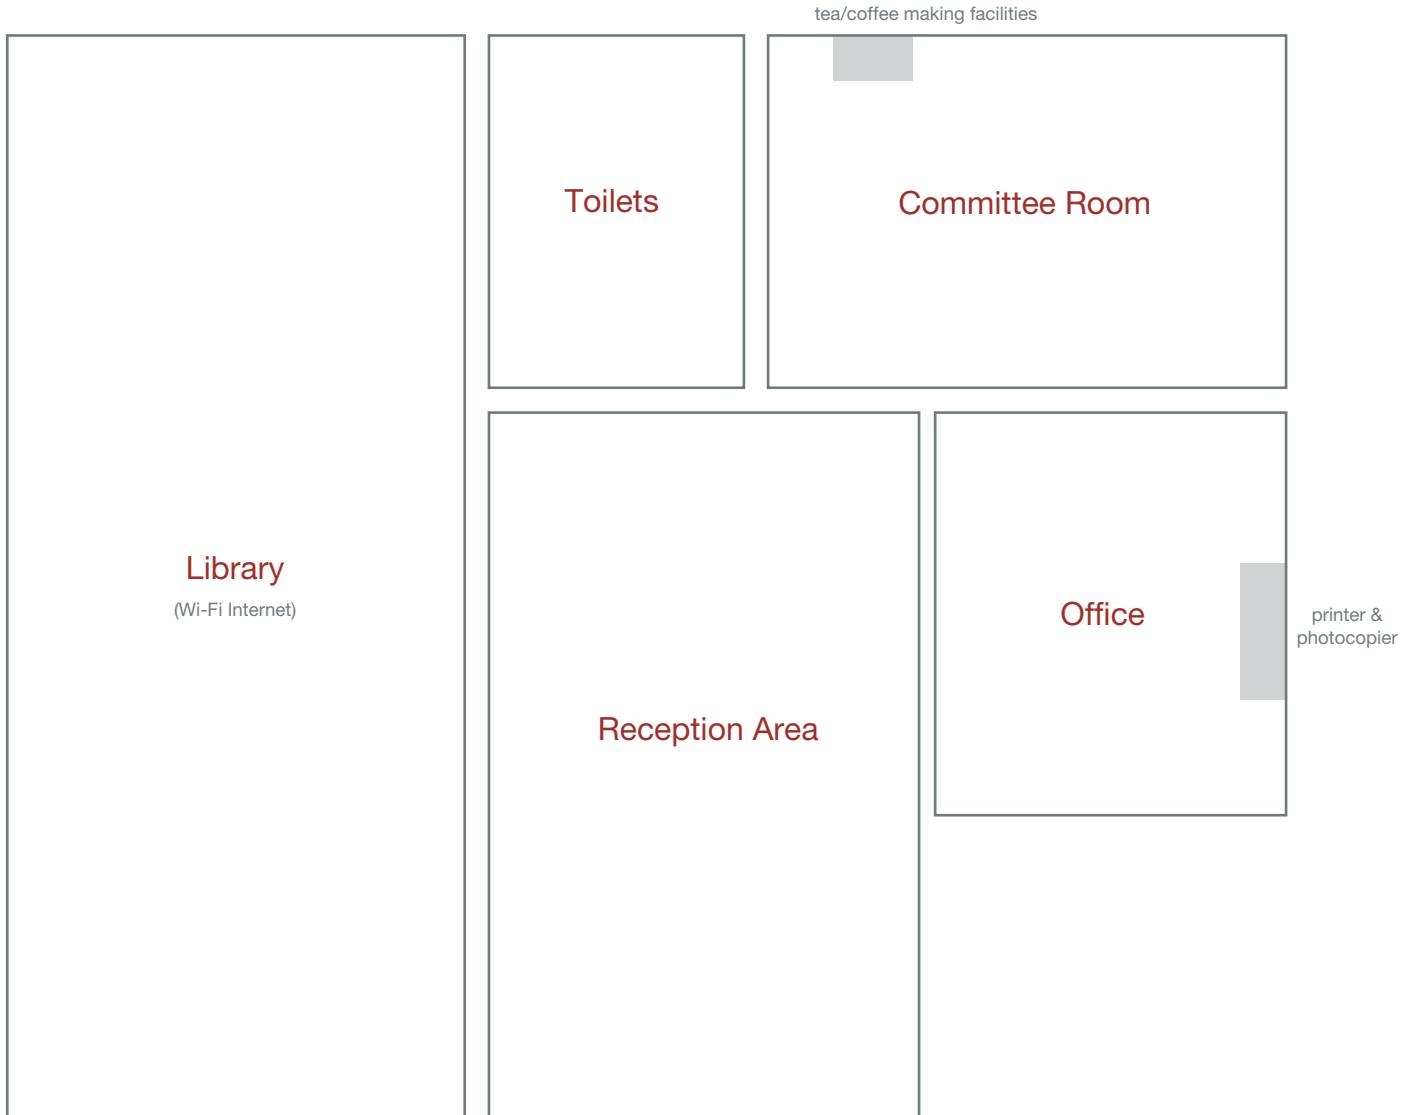 tea/coffee making facilities
Toilets
Committee Room
Library
(Wi-Fi Internet)
Office
printer &
photocopier
Reception Area